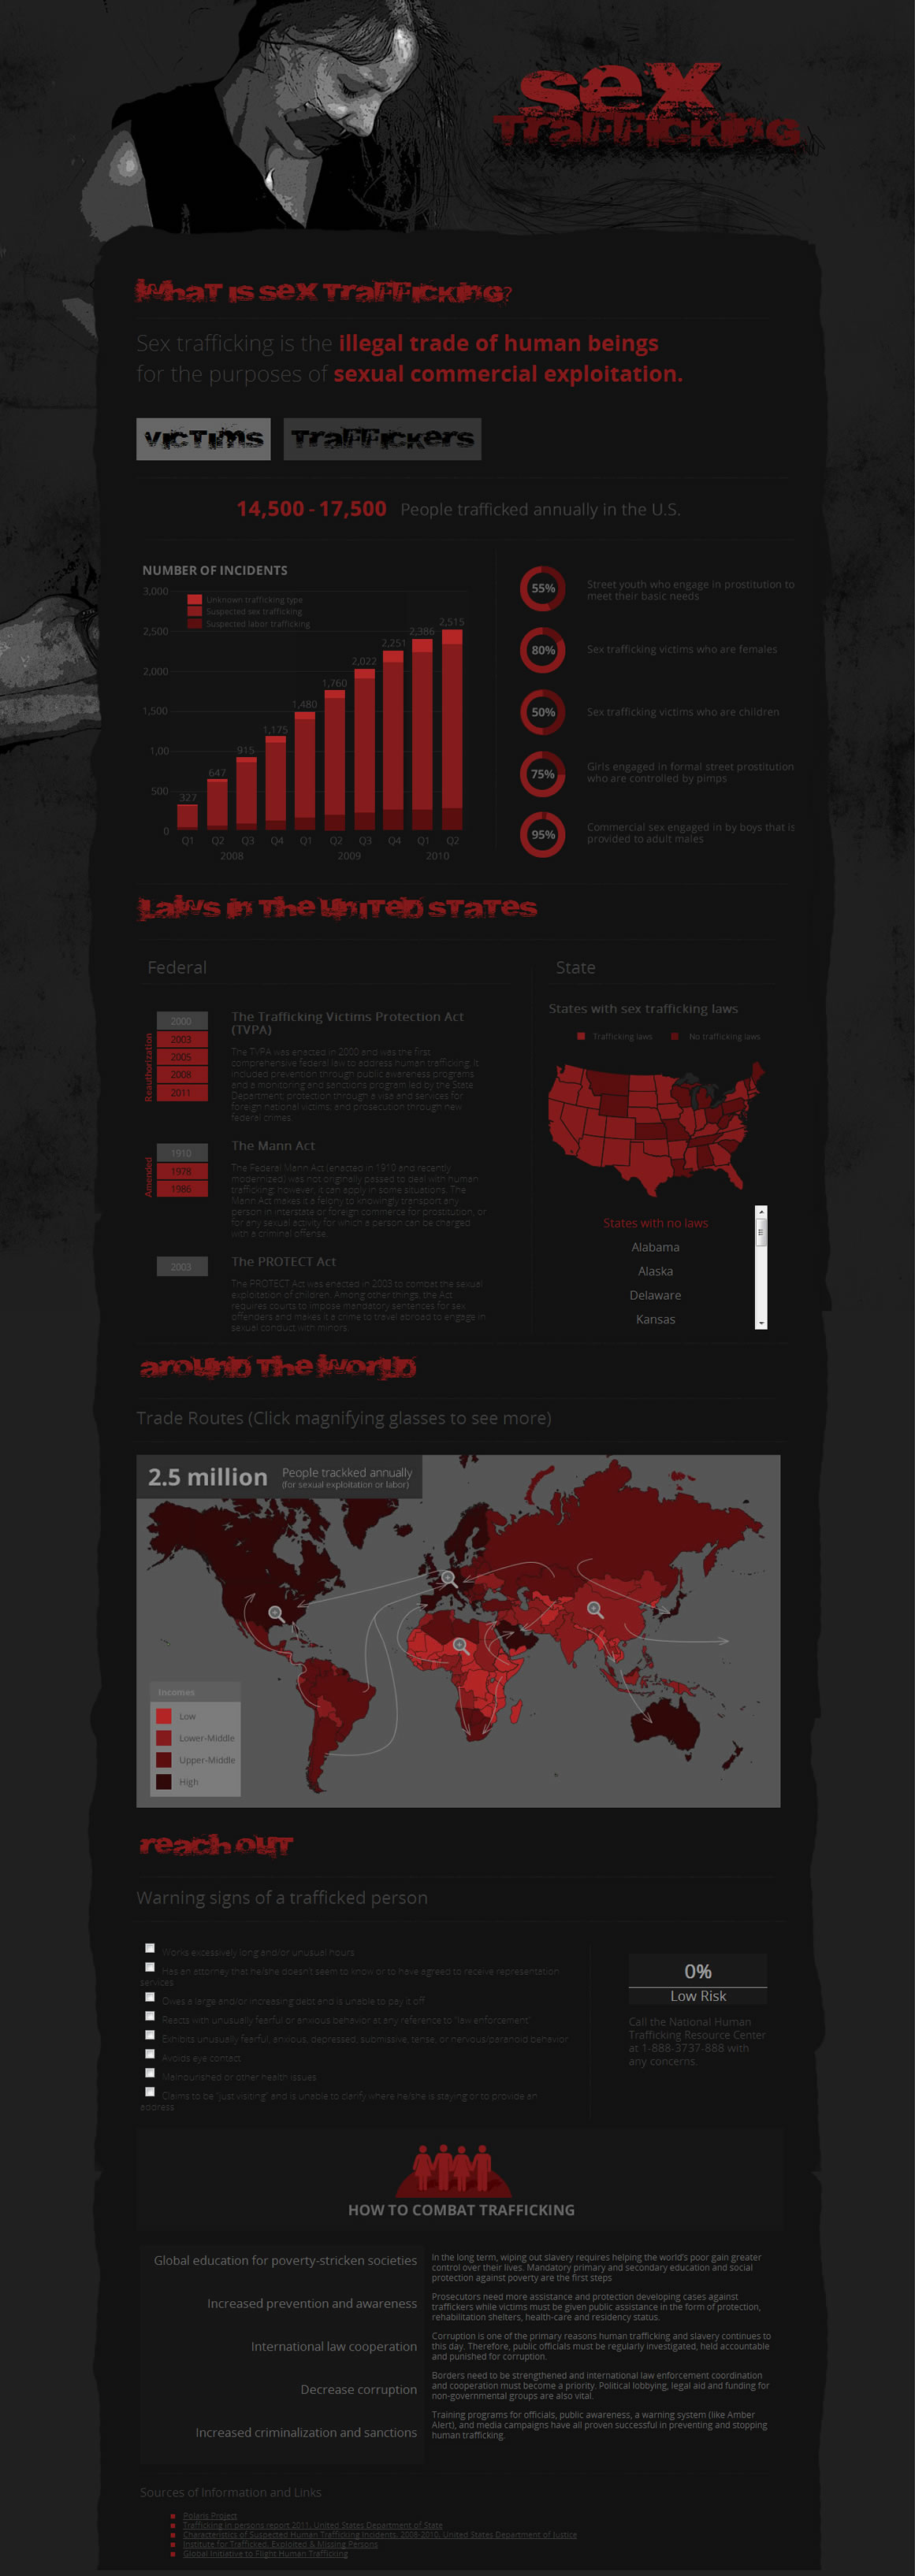 sex
Trafficking
What is sex trafficking?
Sex trafficking is the illegal trade of human beings
for the purposes of sexual commercial exploitation.
Victims
Traffickers
14,500 - 17,500 People trafficked annually in the U.S.
NUMBER OF INCIDENTS
3,000
2,500
2,000
1,500
1,00
500
0
Unknown trafficking type
Suspected sex trafficking
Suspected labor trafficking
327
647
915
1,175
1,480
1,760
2,022
2,251
2,386
2,515
Q1 Q2 Q3 Q4 Q1 Q2 Q3 Q4 Q1 Q2
2008 2009 2010
55%
Street youth who engage in prostitution to
meet their basic needs
80%
Sex trafficking victims who are females
50%
Sex trafficking victims who are children
75%
Girls engaged in formal street prostitution
who are controlled by pimps
95%
Commercial sex engaged in by boys that is
provided to adult males
Laws in the United States
Federal
Reauthorization
2000
2003
2005
2008
2011
The Trafficking Victims Protection Act
(TVPA)
The TVPA was enacted in 2000 and was the first
comprehensive federal law to address human trafficking. It
included prevention through public awareness programs
and a monitoring and sanctions program led by the State
Department; protection through a visa and services for
foreign national victims; and prosecution through new
federal crimes.
Amended
1910
1978
1986
The Mann Act
The Federal Mann Act (enacted in 1910 and recently
modernized) was not originally passed to deal with human
trafficking; however, it can apply in some situations. The
Mann Act makes it a felony to knowingly transport any
person in interstate or foreign commerce for prostitution, or
for any sexual activity for which a person can be charged
with a criminal offense.
2003
The PROTECT Act
The PROTECT Act was enacted in 2003 to combat the sexual
exploitation of children. Among other things, the Act
requires courts to impose mandatory sentences for sex
offenders and makes it a crime to travel abroad to engage in
sexual conduct with minors.
State
States with sex trafficking laws
Trafficking laws No trafficking laws
States with no laws
Alabama
Alaska
Delaware
Kansas
around the world
Trade Routes (Click magnifying glasses to see more)
2.5 million
People trackked annually
(for sexual exploitation or labor)
Incomes
Low
Lower-Middle
Upper-Middle
High
reach out
Warning signs of a trafficked person
Works excessively long and/or unusual hours
Has an attorney that he/she doesn't seem to know or to have agreed to receive representation
services
Owes a large and/or increasing debt and is unable to pay it off
Reacts with unusually fearful or anxious behavior at any reference to "law enforcement"
Exhibits unusually fearful, anxious, depressed, submissive, tense, or nervous/paranoid behavior
Avoids eye contact
Malnourished or other health issues
Claims to be "just visiting" and is unable to clarify where he/she is staying or to provide an
address
0%
Low Risk
Call the National Human
Trafficking Resource Center
at 1-888-3737-888 with
any concerns.
HOW TO COMBAT TRAFFICKING
Global education for poverty-stricken societies
Increased prevention and awareness
International law cooperation
Decrease corruption
Increased criminalization and sanctions
In the long term, wiping out slavery requires helping the world's poor gain greater
control over their lives. Mandatory primary and secondary education and social
protection against poverty are the first steps
Prosecutors need more assistance and protection developing cases against
traffickers while victims must be given public assistance in the form of protection,
rehabilitation shelters, health-care and residency status.
Corruption is one of the primary reasons human trafficking and slavery continues to
this day. Therefore, public officials must be regularly investigated, held accountable
and punished for corruption.
Borders need to be strengthened and international law enforcement coordination
and cooperation must become a priority. Political lobbying, legal aid and funding for
non-governmental groups are also vital.
Training programs for officials, public awareness, a warning system (like Amber
Alert), and media campaigns have all proven successful in preventing and stopping
human trafficking.
Sources of Information and Links
Polaris Project
Trafficking in persons report 2011, United States Department of State
Characteristics of Suspected Human Trafficking Incidents, 2008-2010, United States Department of Justice
Institute for Trafficked, Exploited & Missing Persons
Global Initiative to Flight Human Trafficking